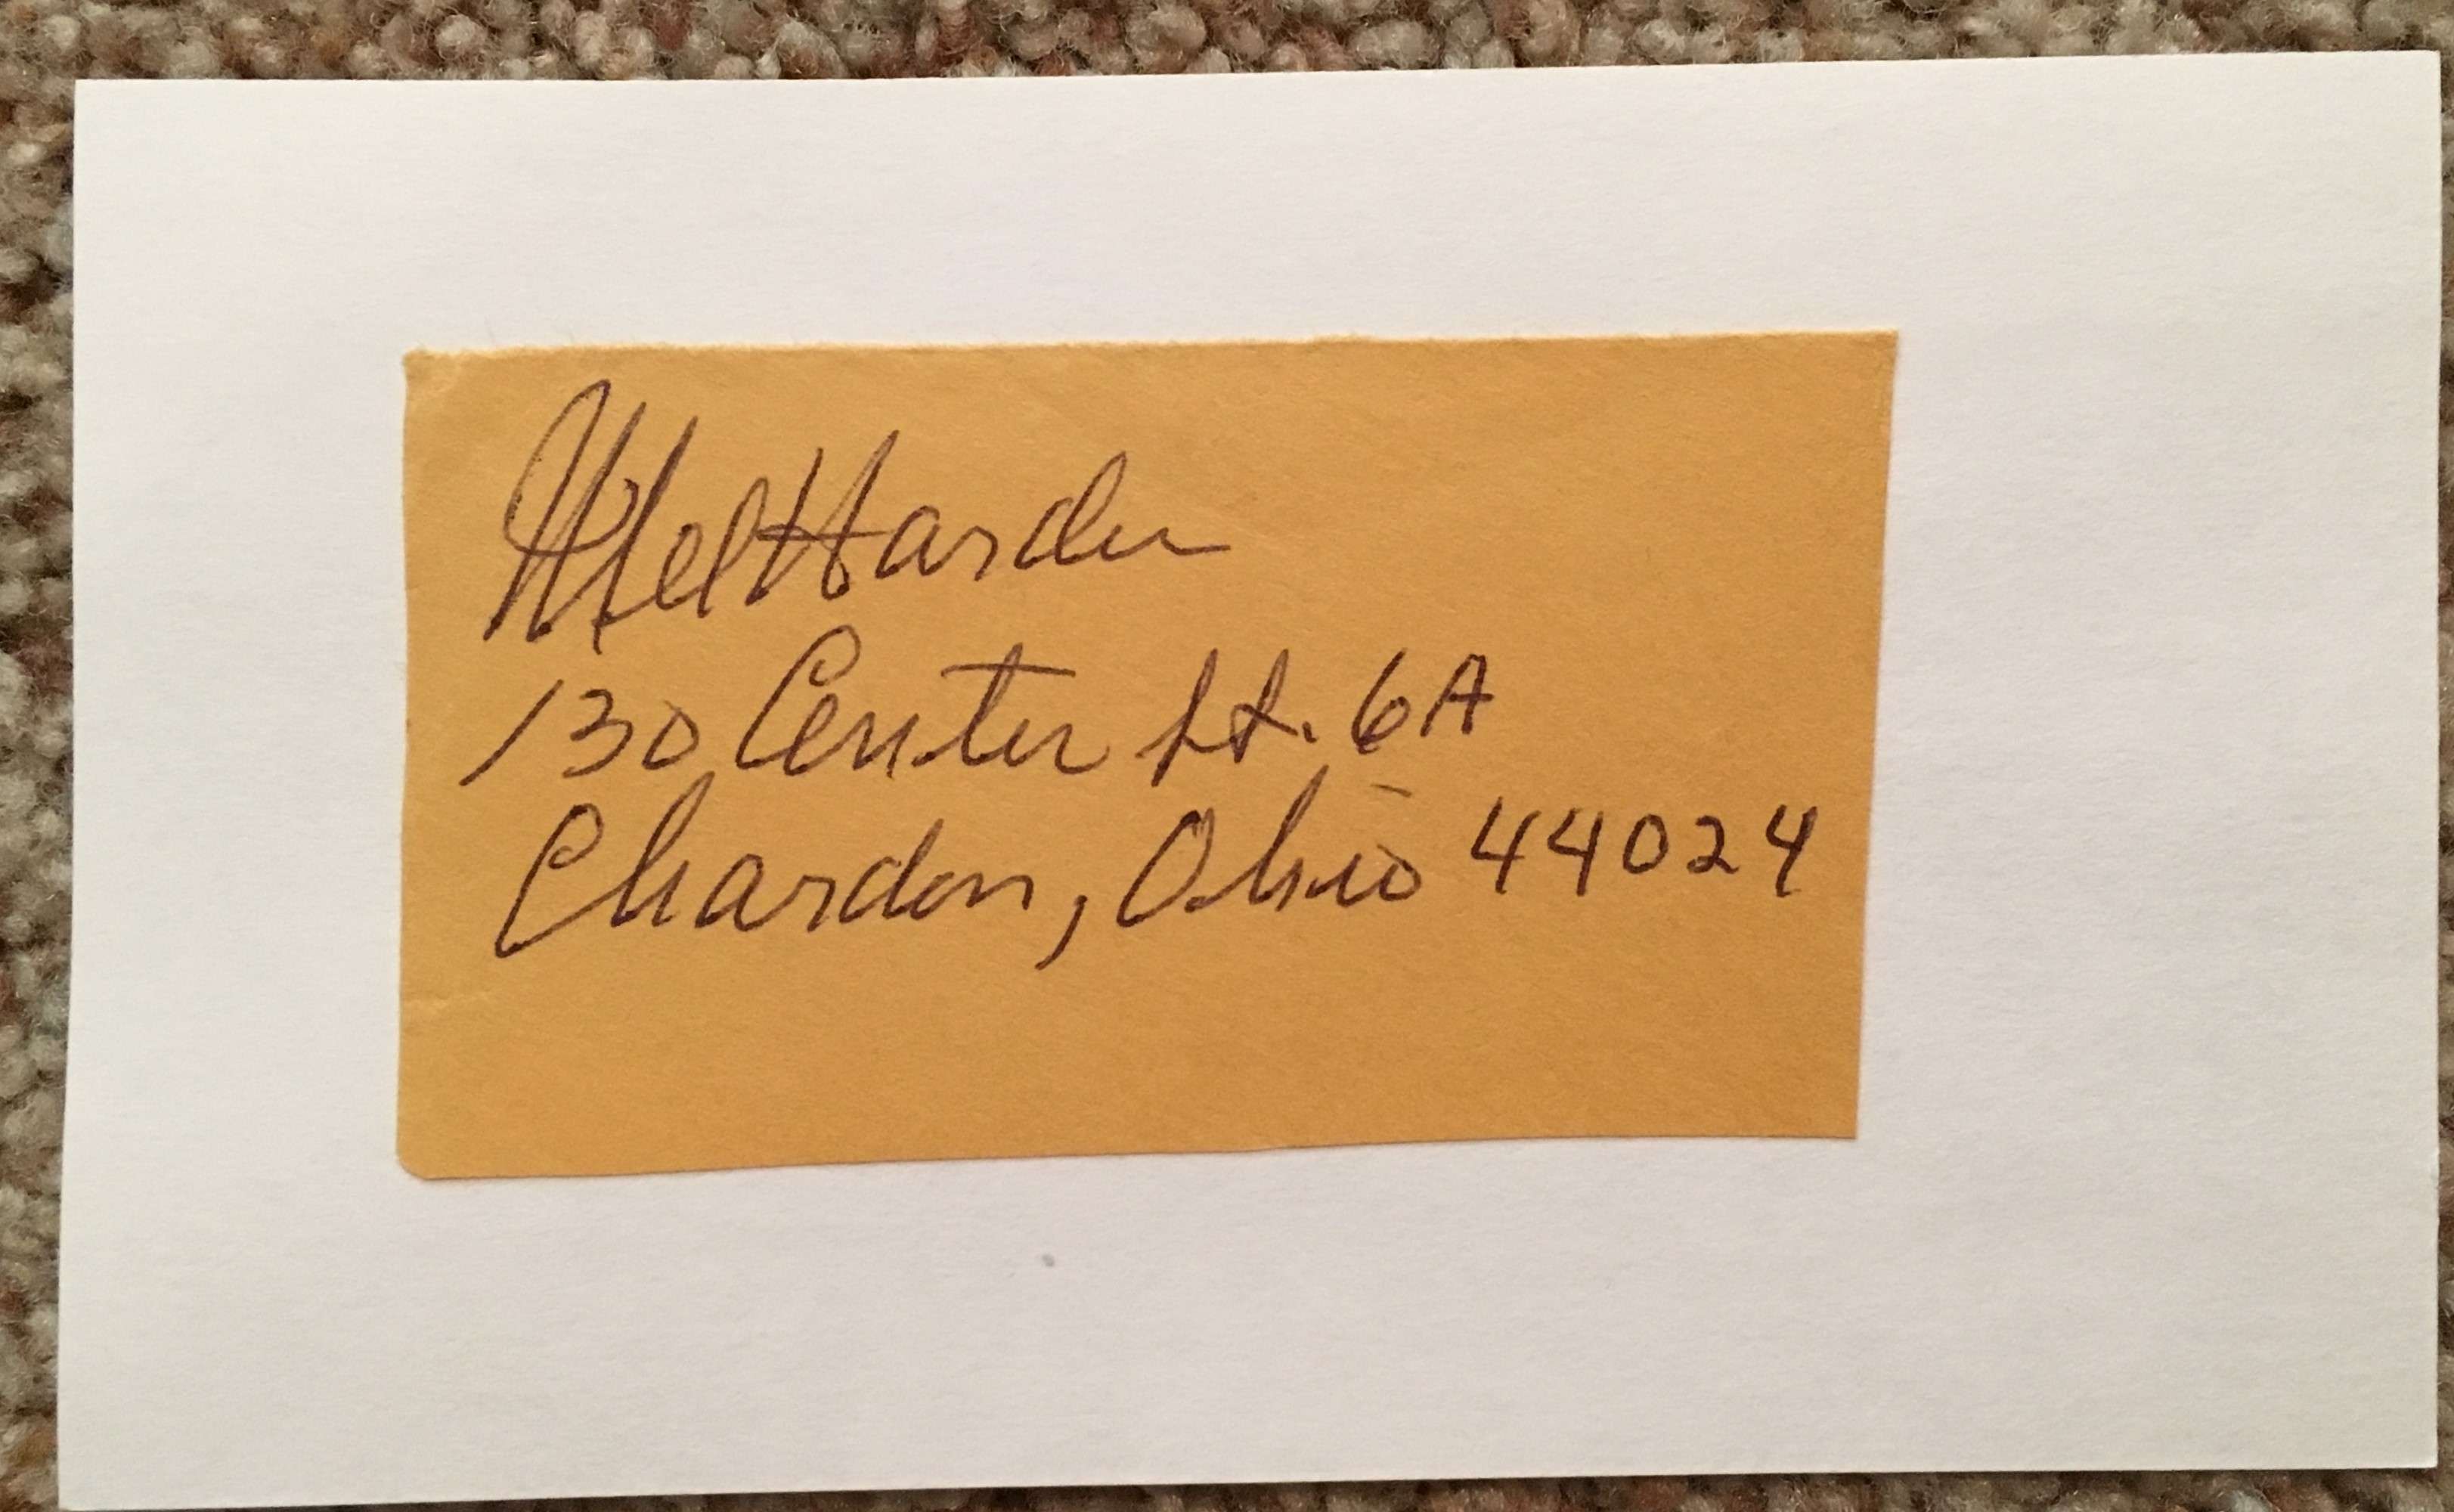 Mel Harder
130 Center St. 6A
Chardon, Ohio 44024